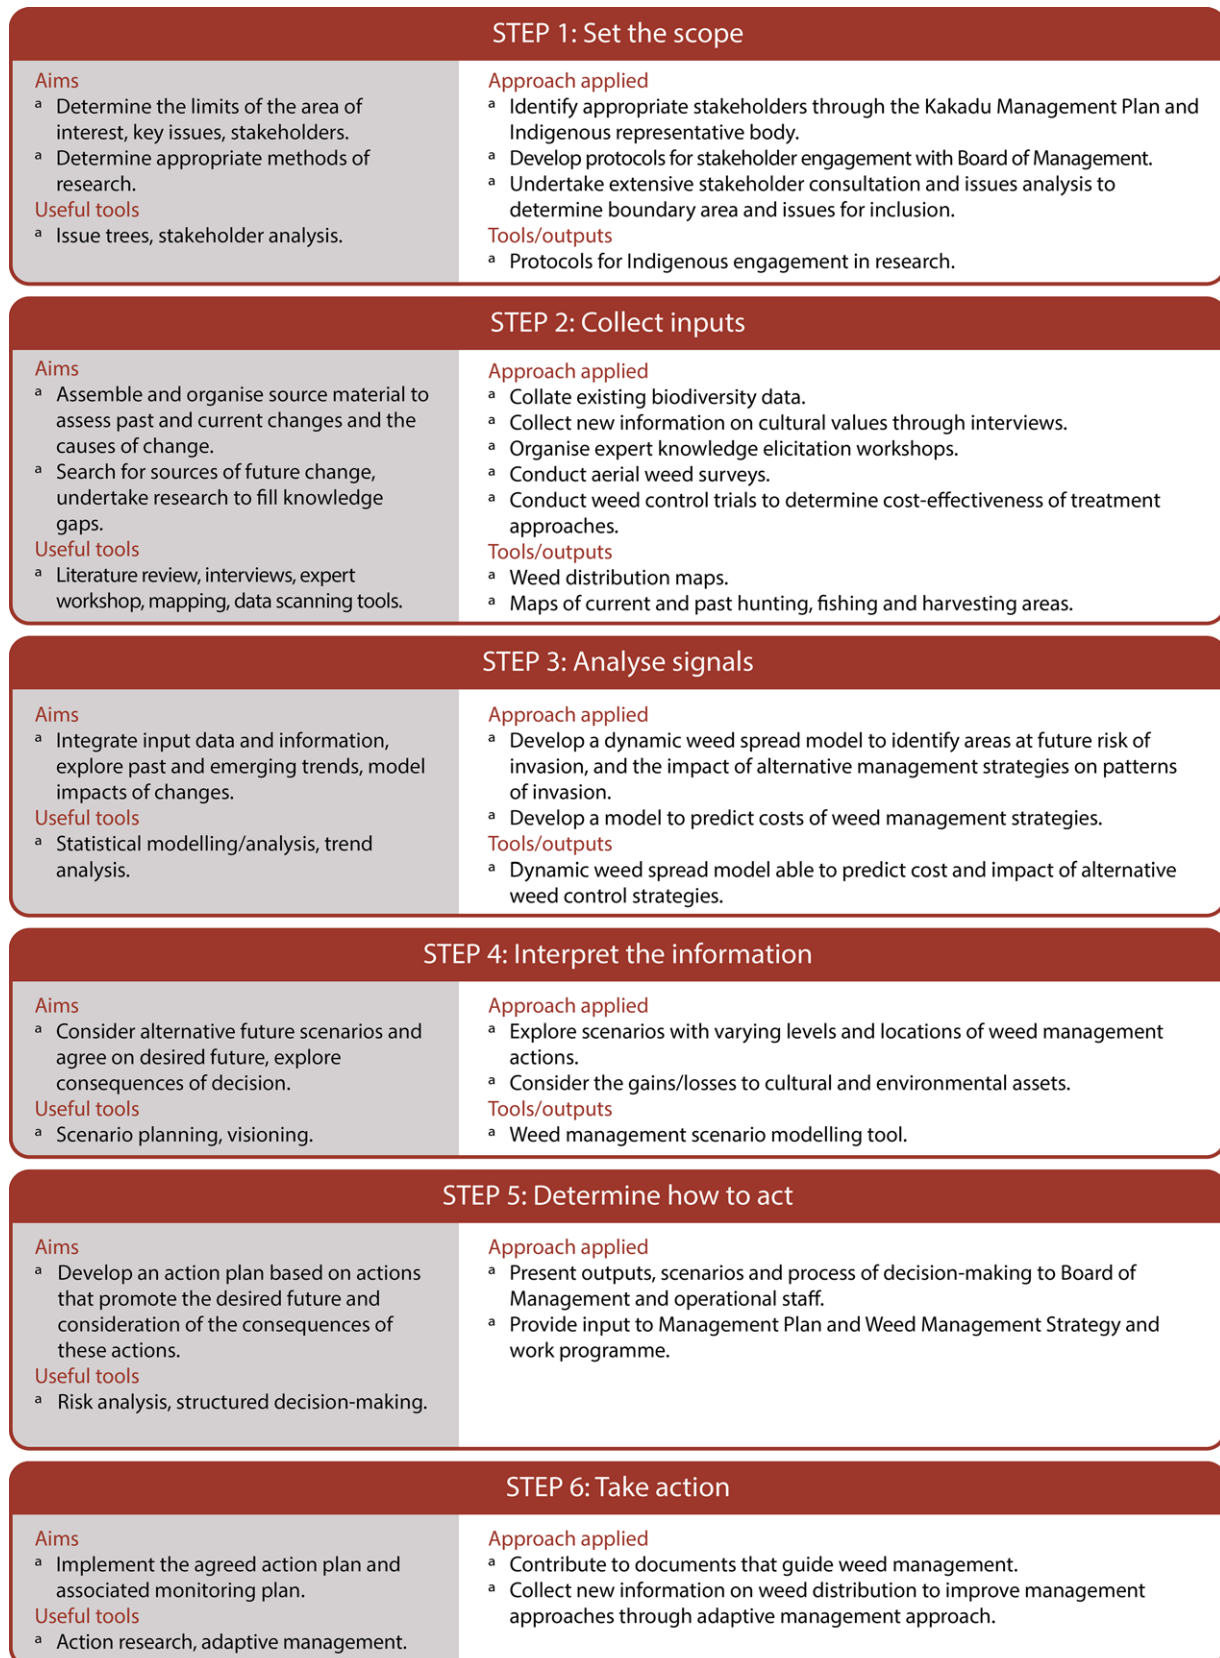 STEP 1: Set the scope
Aims
ª Determine the limits of the area of
interest, key issues, stakeholders.
ª Determine appropriate methods of
research.
Useful tools
ª Issue trees, stakeholder analysis.
Approach applied
ª Identify appropriate stakeholders through the Kakadu Management Plan and
Indigenous representative body.
ª Develop protocols for stakeholder engagement with Board of Management.
ª Undertake extensive stakeholder consultation and issues analysis to
determine boundary area and issues for inclusion.
Tools/outputs
ª Protocols for Indigenous engagement in research.
STEP 2: Collect inputs
Aims
ª Assemble and organise source material to
assess past and current changes and the
causes of change.
ª Search for sources of future change,
undertake research to fill knowledge
gaps.
Useful tools
ª Literature review, interviews, expert
workshop, mapping, data scanning tools.
Approach applied
ª Collate existing biodiversity data.
ª Collect new information on cultural values through interviews.
ª Organise expert knowledge elicitation workshops.
ª Conduct aerial weed surveys.
ª Conduct weed control trials to determine cost-effectiveness of treatment
approaches.
Tools/outputs
ª Weed distribution maps.
ª Maps of current and past hunting, fishing and harvesting areas.
STEP 3: Analyse signals
Aims
ª Integrate input data and information,
explore past and emerging trends, model
impacts of changes.
Useful tools
ª Statistical modelling/analysis, trend
analysis.
Approach applied
ª Develop a dynamic weed spread model to identify areas at future risk of
invasion, and the impact of alternative management strategies on patterns
of invasion.
ª Develop a model to predict costs of weed management strategies.
Tools/outputs
ª Dynamic weed spread model able to predict cost and impact of alternative
weed control strategies.
STEP 4: Interpret the information
Aims
ª Consider alternative future scenarios and
agree on desired future, explore
consequences of decision.
Useful tools
ª Scenario planning, visioning.
Approach applied
ª Explore scenarios with varying levels and locations of weed management
actions.
ª Consider the gains/losses to cultural and environmental assets.
Tools/outputs
ª Weed management scenario modelling tool.
STEP 5: Determine how to act
Aims
ª Develop an action plan based on actions
that promote the desired future and
consideration of the consequences of
these actions.
Useful tools
ª Risk analysis, structured decision-making.
Approach applied
ª Present outputs, scenarios and process of decision-making to Board of
Management and operational staff.
ª Provide input to Management Plan and Weed Management Strategy and
work programme.
STEP 6: Take action
Aims
ª Implement the agreed action plan and
associated monitoring plan.
Useful tools
ª Action research, adaptive management.
Approach applied
ª Contribute to documents that guide weed management.
ª Collect new information on weed distribution to improve management
approaches through adaptive management approach.